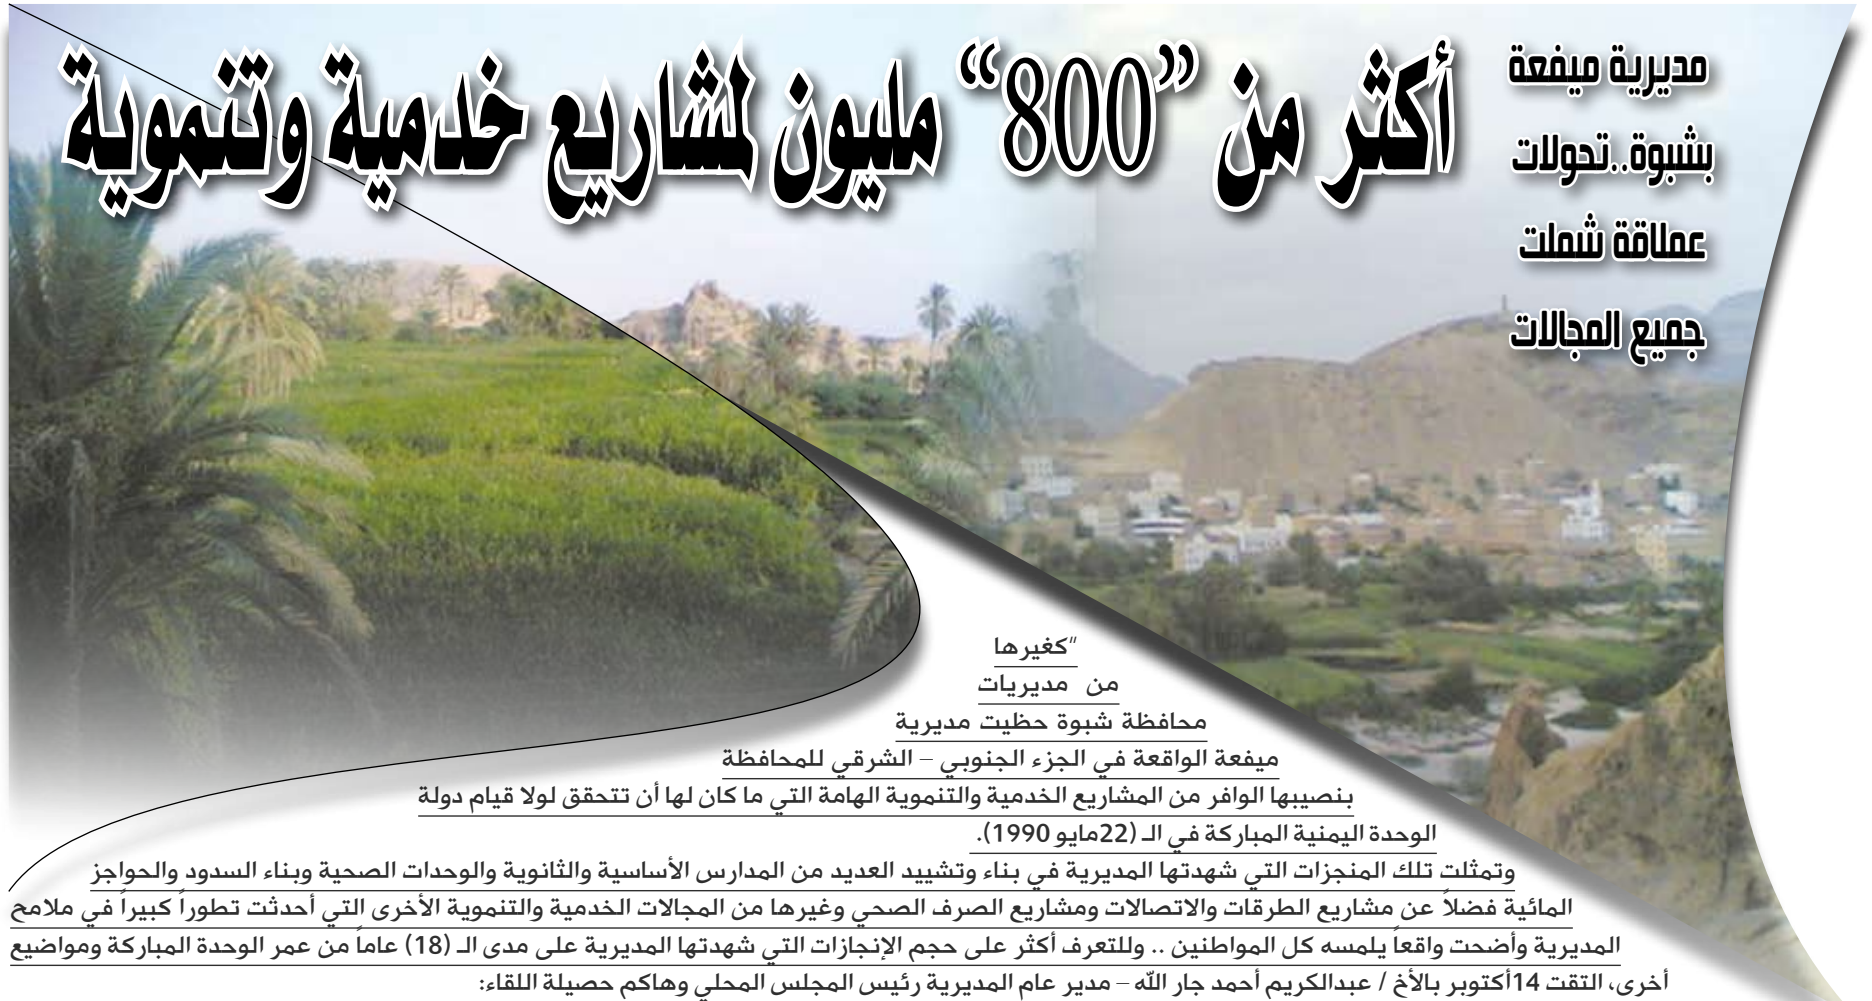 مديرية ميفعة
بشبوة..تحولات
عملاقة شملت
جميع المجالات
أكثر من ”800“ مليون لمشاريع خدمية وتنموية
“كغيرها
من مديريات
محافظة شبوة حظيت مديرية
ميفعة الواقعة في الجزء الجنوبي – الشرقي للمحافظة
بنصيبها الوافر من المشاريع الخدمية والتنموية الهامة التي ما كان لها أن تتحقق لولا قيام دولة
الوحدة اليمنية المباركة في الـ (22مايو 1990).
وتمثلت تلك المنجزات التي شهدتها المديرية في بناء وتشييد العديد من المدارس الأساسية والثانوية والوحدات الصحية وبناء السدود والحواجز
المائية فضلاً عن مشاريع الطرقات والاتصالات ومشاريع الصرف الصحي وغيرها من المجالات الخدمية والتنموية الأخرى التي أحدثت تطوراً كبيراً في ملامح
المديرية وأضحت واقعاً يلمسه كل المواطنين .. وللتعرف أكثر على حجم الإنجازات التي شهدتها المديرية على مدى الـ (18) عاماً من عمر الوحدة المباركة ومواضيع
أخرى، التقت 14أكتوبر بالأخ / عبدالكريم أحمد جار الله – مدير عام المديرية رئيس المجلس المحلي وهاكم حصيلة اللقاء: